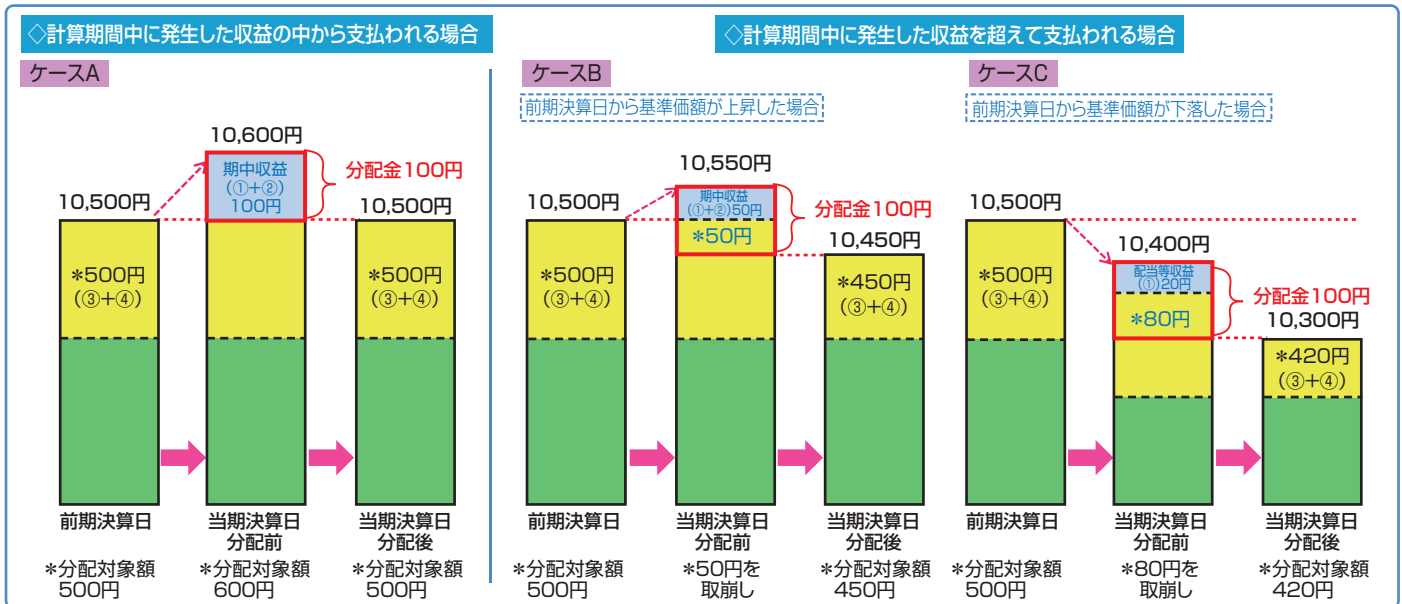 ◇計算期間中に発生した収益の中から支払われる場合
ケースA
10,500円
*500円
(③+④)
前期決算日
*分配対象額
500円
10,600円
期中収益
(①+②)
100円
分配金100円
当期決算日
分配前
*分配対象額
600円
10,500円
*500円
(③+④)
当期決算日
分配後
*分配対象額
500円
◇計算期間中に発生した収益を超えて支払われる場合
ケースB
前期決算日から基準価額が上昇した場合
10,500円
*500円
(③+④)
前期決算日
*分配対象額
500円
10,550円
期中収益
(①+②)50円
*50円
分配金100円
当期決算日
分配前
*50円を
取崩し
10,450円
*450円
(③+④)
当期決算日
分配後
*分配対象額
450円
ケースC
前期決算日から基準価額が下落した場合
10,500円
*500円
(③+④)
前期決算日
*分配対象額
500円
10,400円
配当等収益
(①)20円
*80円
分配金100円
当期決算日
分配前
*80円を
取崩し
10,300円
*420円
(③+④)
当期決算日
分配後
*分配対象額
420円